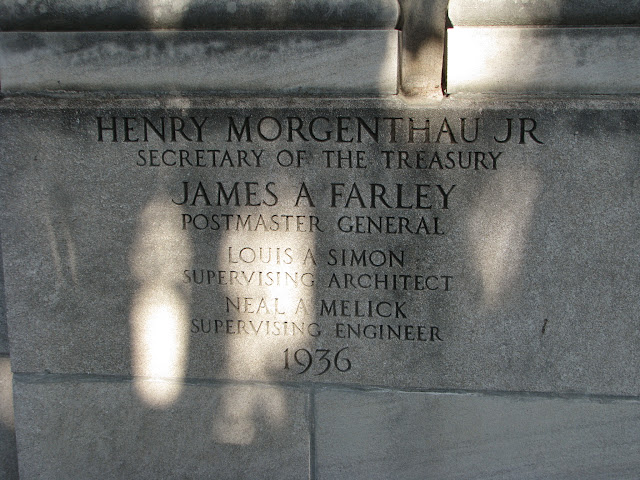 HENRY MORGENTHAU JR
SECRETARY OF THE TREASURY
JAMES A FARLEY
POSTMASTER GENERAL
LOUIS A SIMON
SUPERVISING ARCHITECT
NEAL A MELICK
SUPERVISING ENGINEER
1936